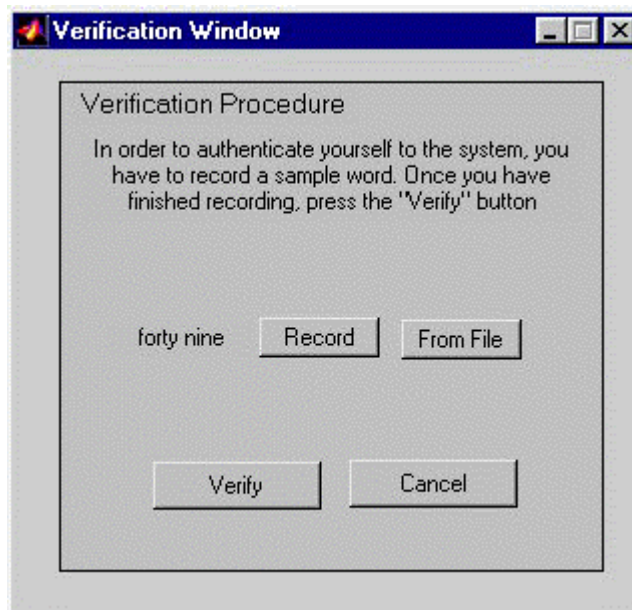 Verification Window
Verification Procedure
In order to authenticate yourself to the system, you
have to record a sample word. Once you have
finished recording, press the "Verify" button
forty nine Record From File
Verify Cancel